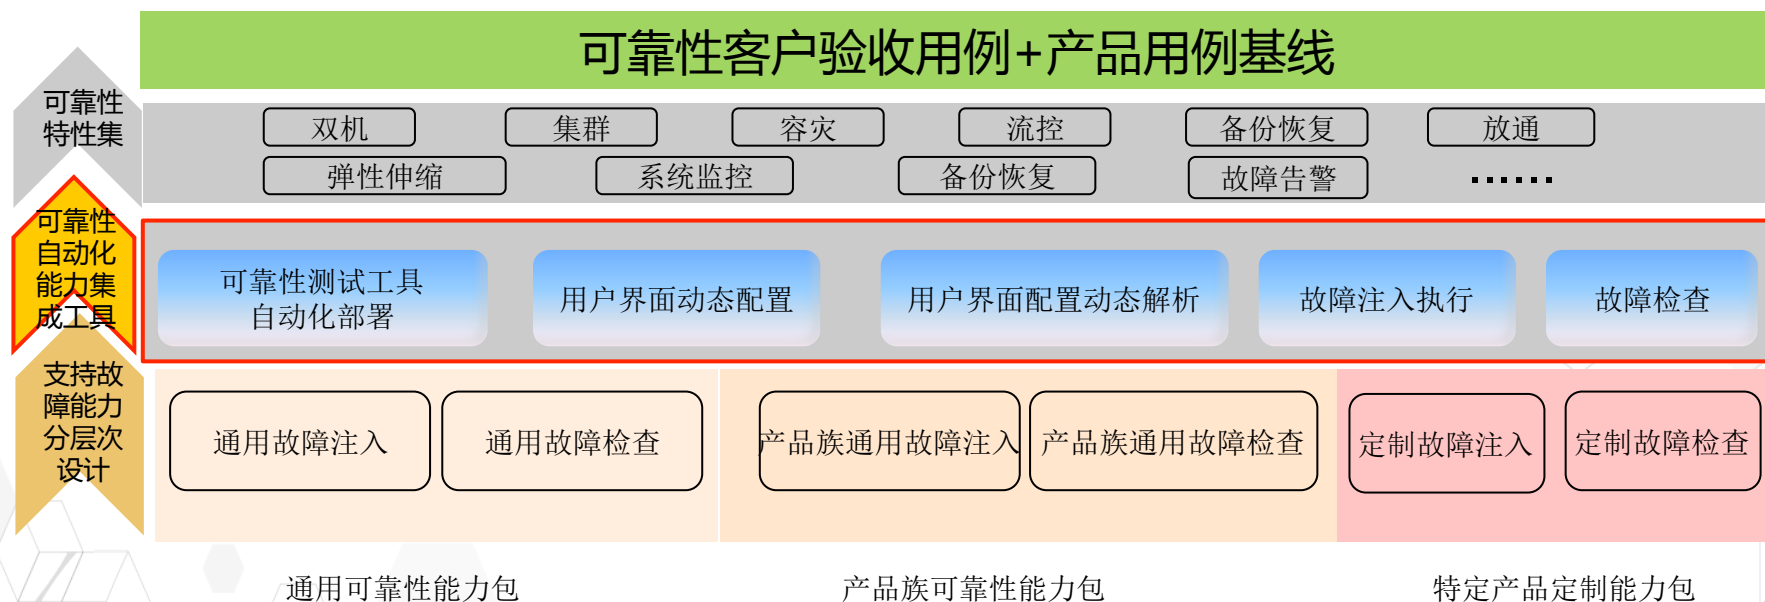 可靠性客户验收用例+产品用例基线
可靠性
特性集
双机
集群
容灾
流控
备份恢复
放通
弹性伸缩
系统监控
备份恢复
故障告警
······
可靠性
自动化
能力集
成工具
可靠性测试工具
自动化部署
用户界面动态配置
用户界面配置动态解析
故障注入执行
故障检查
支持故
障能力
分层次
设计
通用故障注入
通用故障检查
产品族通用故障注入
产品族通用故障检查
定制故障注入
定制故障检查
通用可靠性能力包
产品族可靠性能力包
特定产品定制能力包